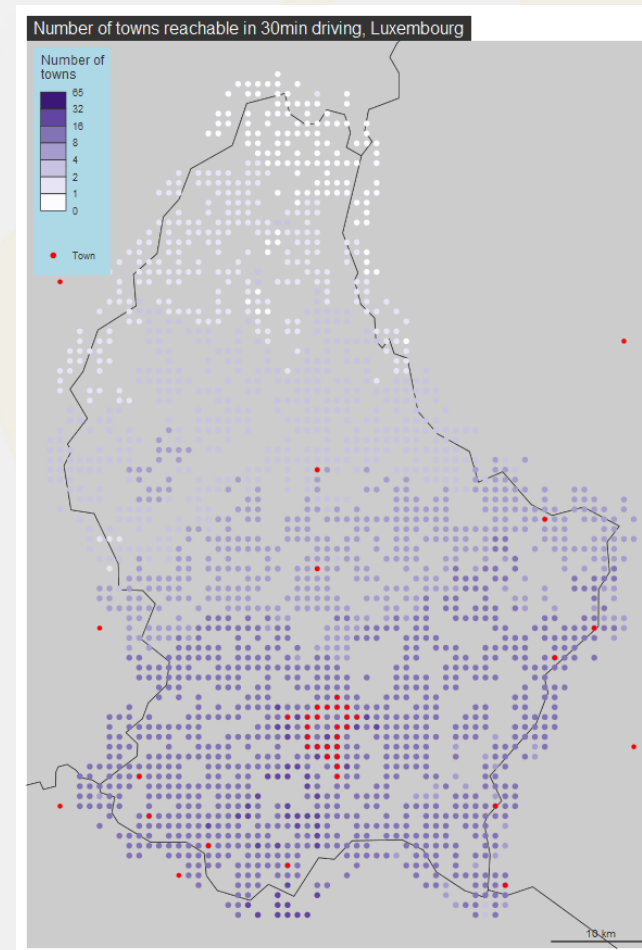 Number of towns reachable in 30min driving, Luxembourg
Number of
towns
65
32
16
8
4
2
1
0
Town
10 km